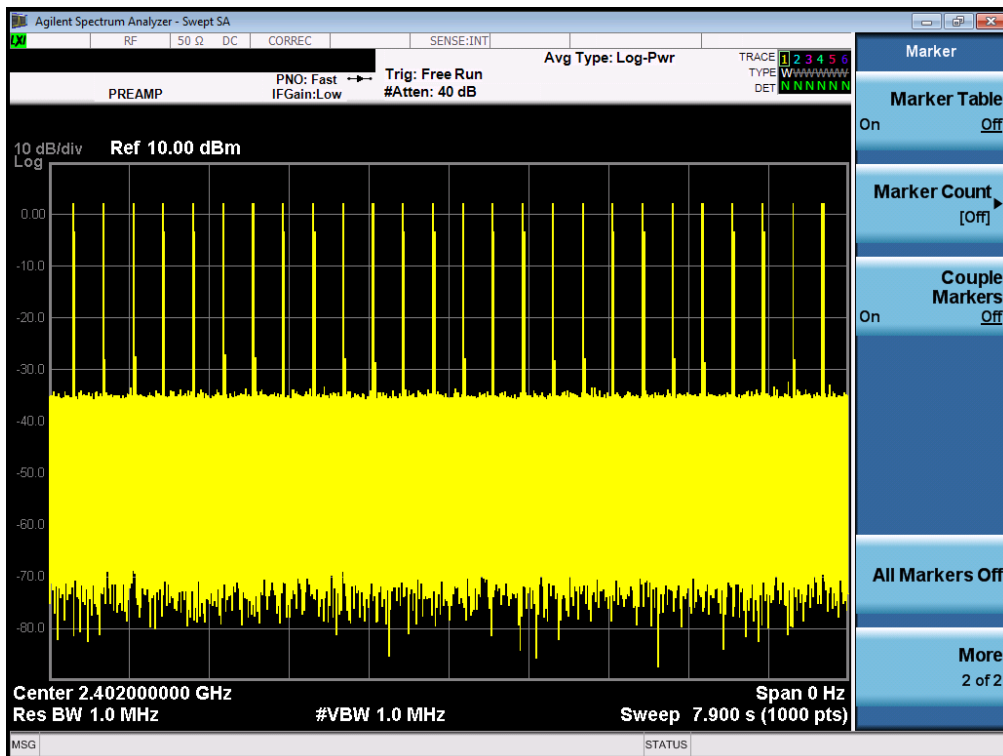 Agilent Spectrum Analyzer - Swept SA
LXI RF 50 Ω DC CORREC SENSE:INT
PREAMP
PNO: Fast
IFGain:Low
Trig: Free Run
#Atten: 40 dB
Avg Type: Log-Pwr
TRACE 1 2 3 4 5 6
TYPE W
DET N N N N N N
10 dB/div Ref 10.00 dBm
Log
0.00
-10.0
-20.0
-30.0
-40.0
-50.0
-60.0
-70.0
-80.0
Center 2.402000000 GHz Span 0 Hz
Res BW 1.0 MHz #VBW 1.0 MHz Sweep 7.900 s (1000 pts)
MSG STATUS
Marker
Marker Table
On Off
Marker Count
[Off]
Couple
Markers
On Off
All Markers Off
More
2 of 2